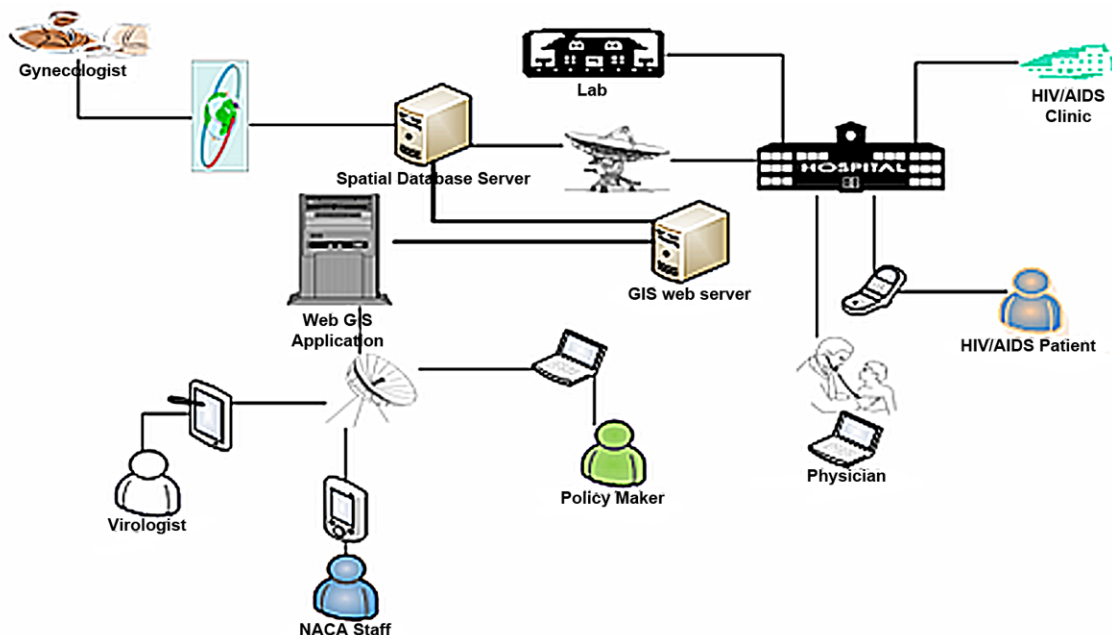 Gynecologist
Lab
HIV/AIDS
Clinic
HOSPITAL
Spatial Database Server
GIS web server
Web GIS
Application
HIV/AIDS Patient
Physician
Policy Maker
Virologist
NACA Staff